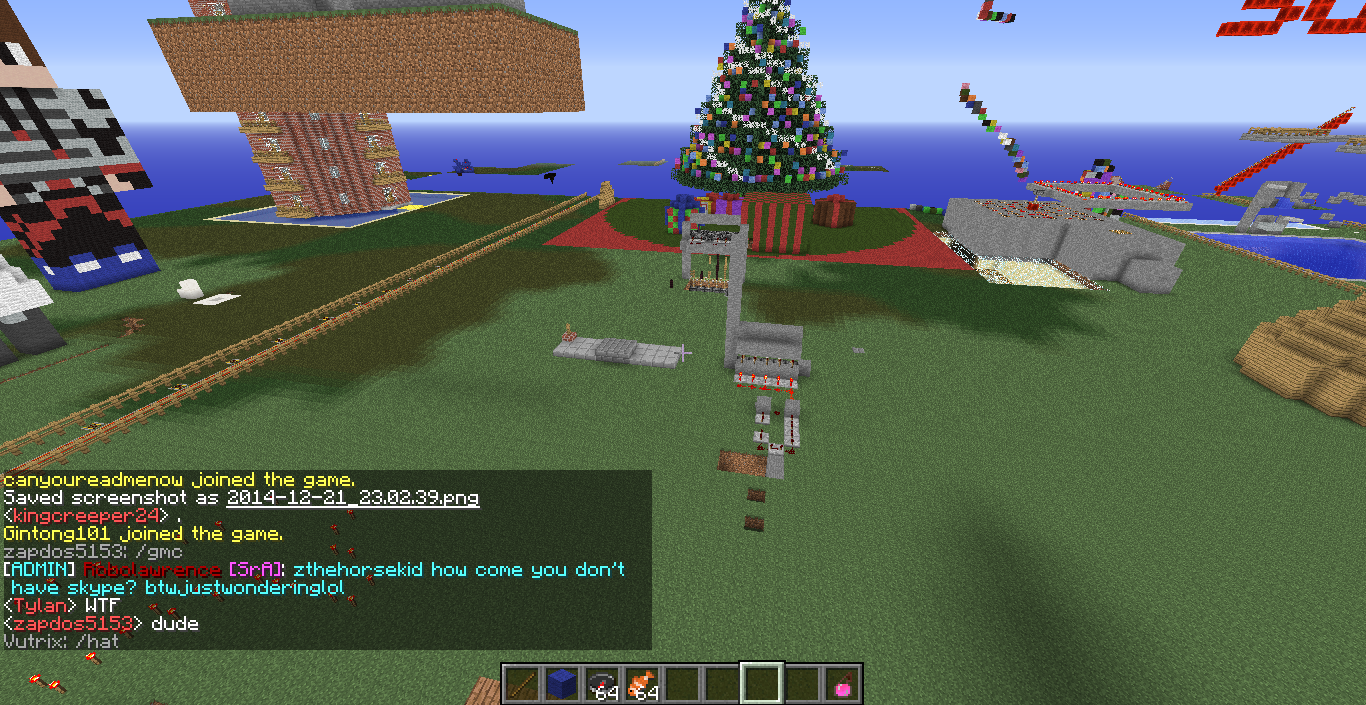 canyoureadmenow joined the game.
Saved screenshot as 2014-12-21_23.02.39.png
<kingcreeper24> .
Gintong101 joined the game.
zapdos5153: /gmc
[ADMIN] Robolawrence [SrA]: zthehorsekid how come you don't
have skype? btwjustwonderinglol
<Tylan> WTF
<zapdos5153> dude
Vutrix: /hat
64 64